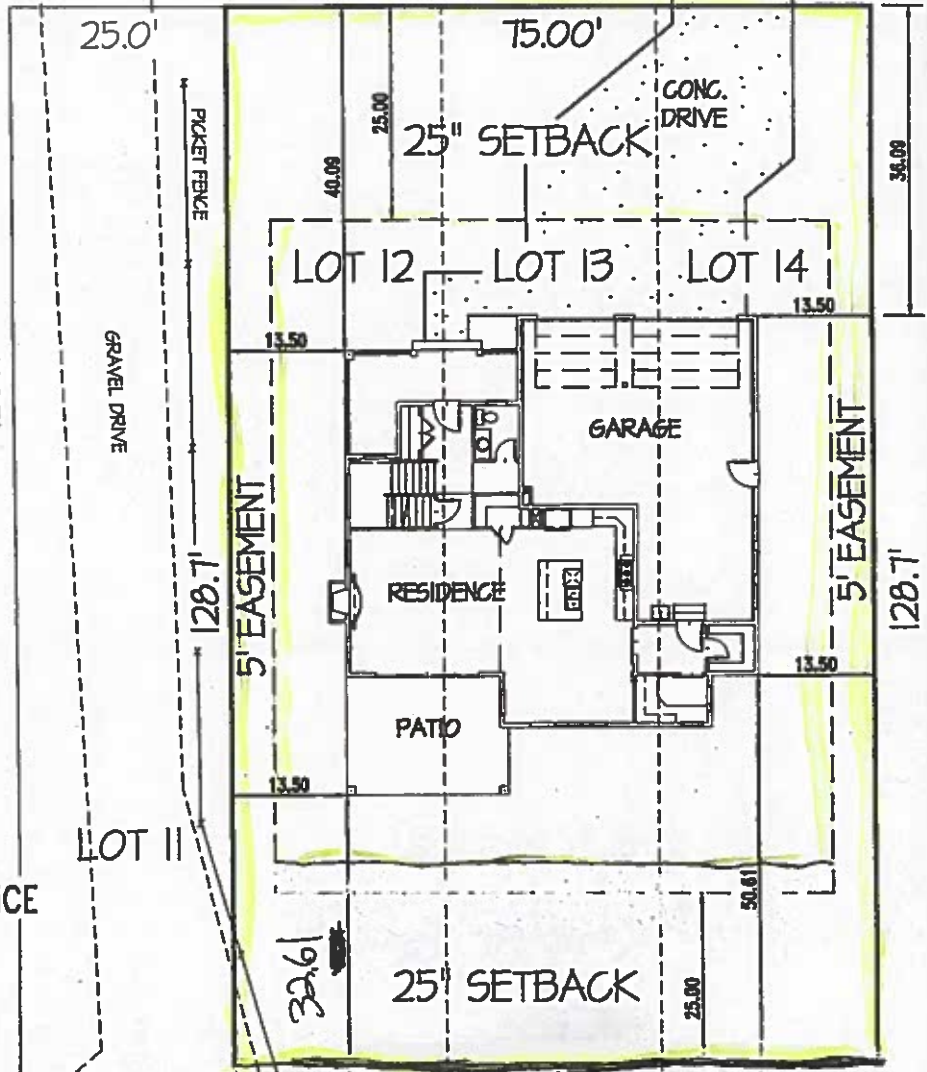 25.0'
75.00'
25.00
PICKET FENCE
CONC.
DRIVE
25" SETBACK
40.09
36.09
LOT 12
LOT 13
LOT 14
13.50
13.50
GRAVEL DRIVE
GARAGE
5' EASEMENT
5' EASEMENT
128.7'
128.7'
RESIDENCE
13.50
PATIO
13.50
LOT 11
50.61
CE
32.61
25' SETBACK
25.00